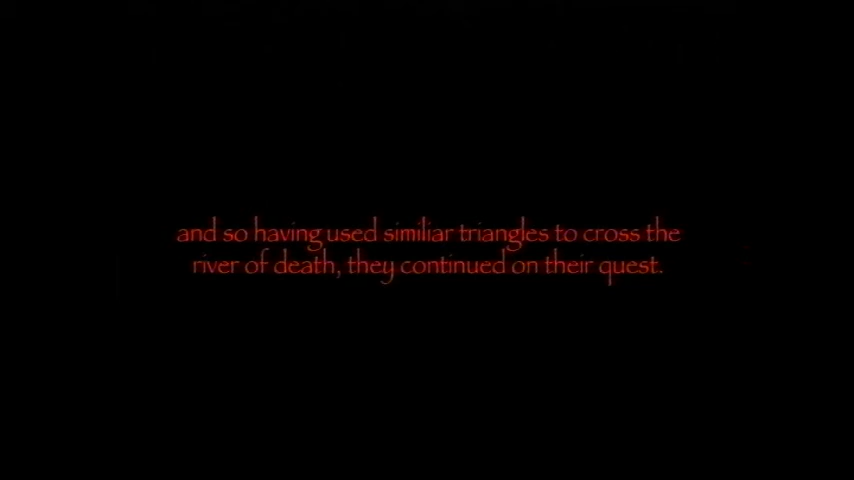 and so having used similiar triangles to cross the
river of death, they continued on their quest.